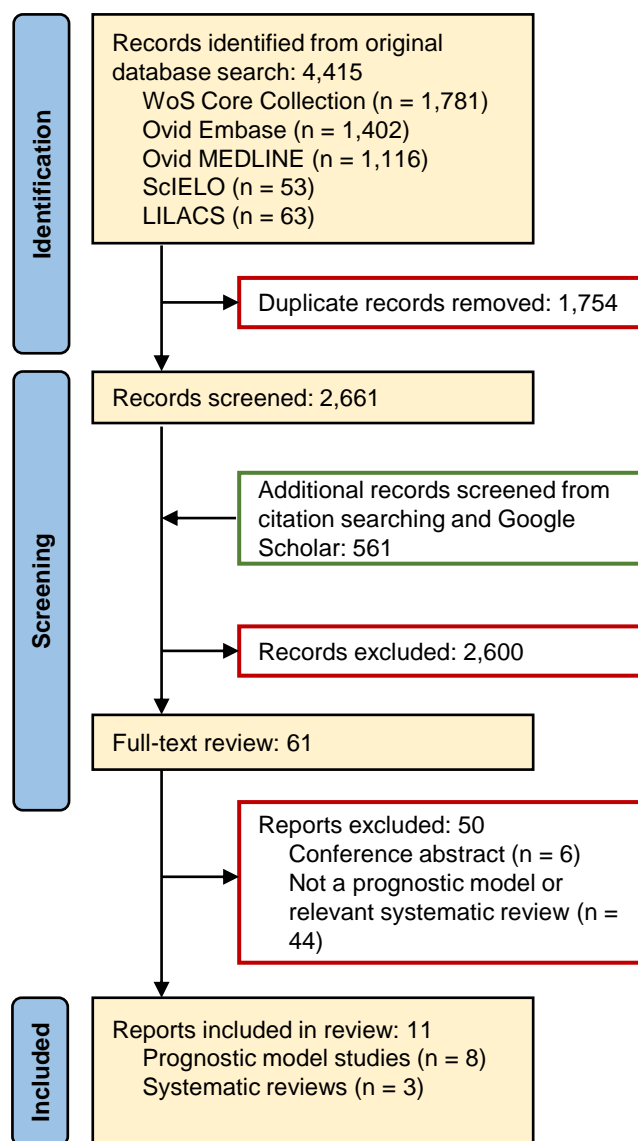 Identification
Records identified from original
database search: 4,415
WoS Core Collection (n = 1,781)
Ovid Embase (n = 1,402)
Ovid MEDLINE (n = 1,116)
ScIELO (n = 53)
LILACS (n = 63)
Duplicate records removed: 1,754
Screening
Records screened: 2,661
Additional records screened from
citation searching and Google
Scholar: 561
Records excluded: 2,600
Full-text review: 61
Reports excluded: 50
Conference abstract (n = 6)
Not a prognostic model or
relevant systematic review (n =
44)
Included
Reports included in review: 11
Prognostic model studies (n = 8)
Systematic reviews (n = 3)